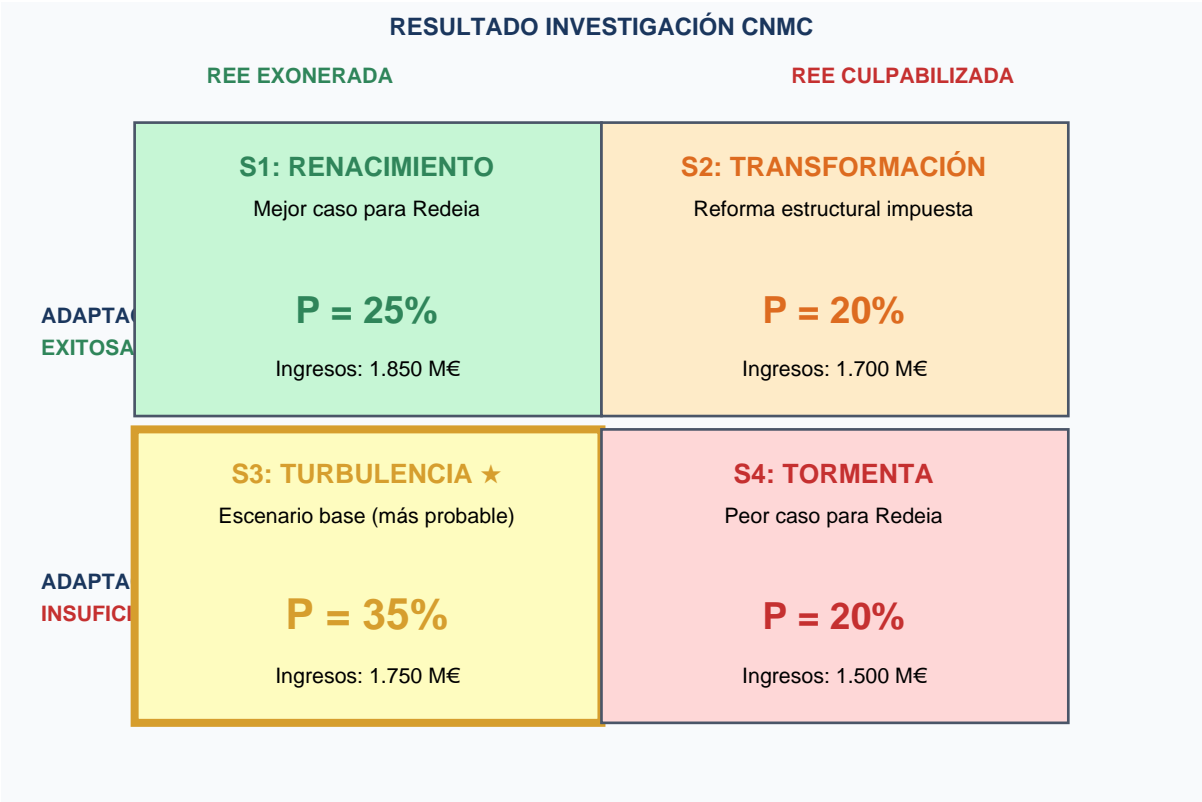 RESULTADO INVESTIGACIÓN CNMC
REE EXONERADA
REE CULPABILIZADA
S1: RENACIMIENTO
Mejor caso para Redeia
P = 25%
Ingresos: 1.850 M€
S2: TRANSFORMACIÓN
Reforma estructural impuesta
P = 20%
Ingresos: 1.700 M€
EXITOSA
S3: TURBULENCIA ★
Escenario base (más probable)
P = 35%
Ingresos: 1.750 M€
S4: TORMENTA
Peor caso para Redeia
P = 20%
Ingresos: 1.500 M€